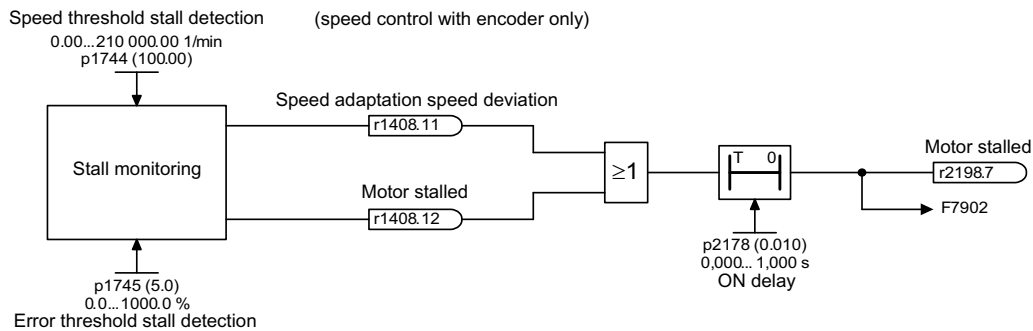 Speed threshold stall detection
(speed control with encoder only)
0.00...210 000.00 1/min
p1744 (100.00)
Stall monitoring
Speed adaptation speed deviation
r1408.11
Motor stalled
r1408.12
≥1
T 0
Motor stalled
r2198.7
F7902
p2178 (0.010)
0,000... 1,000 s
ON delay
p1745 (5.0)
0.0...1000.0 %
Error threshold stall detection